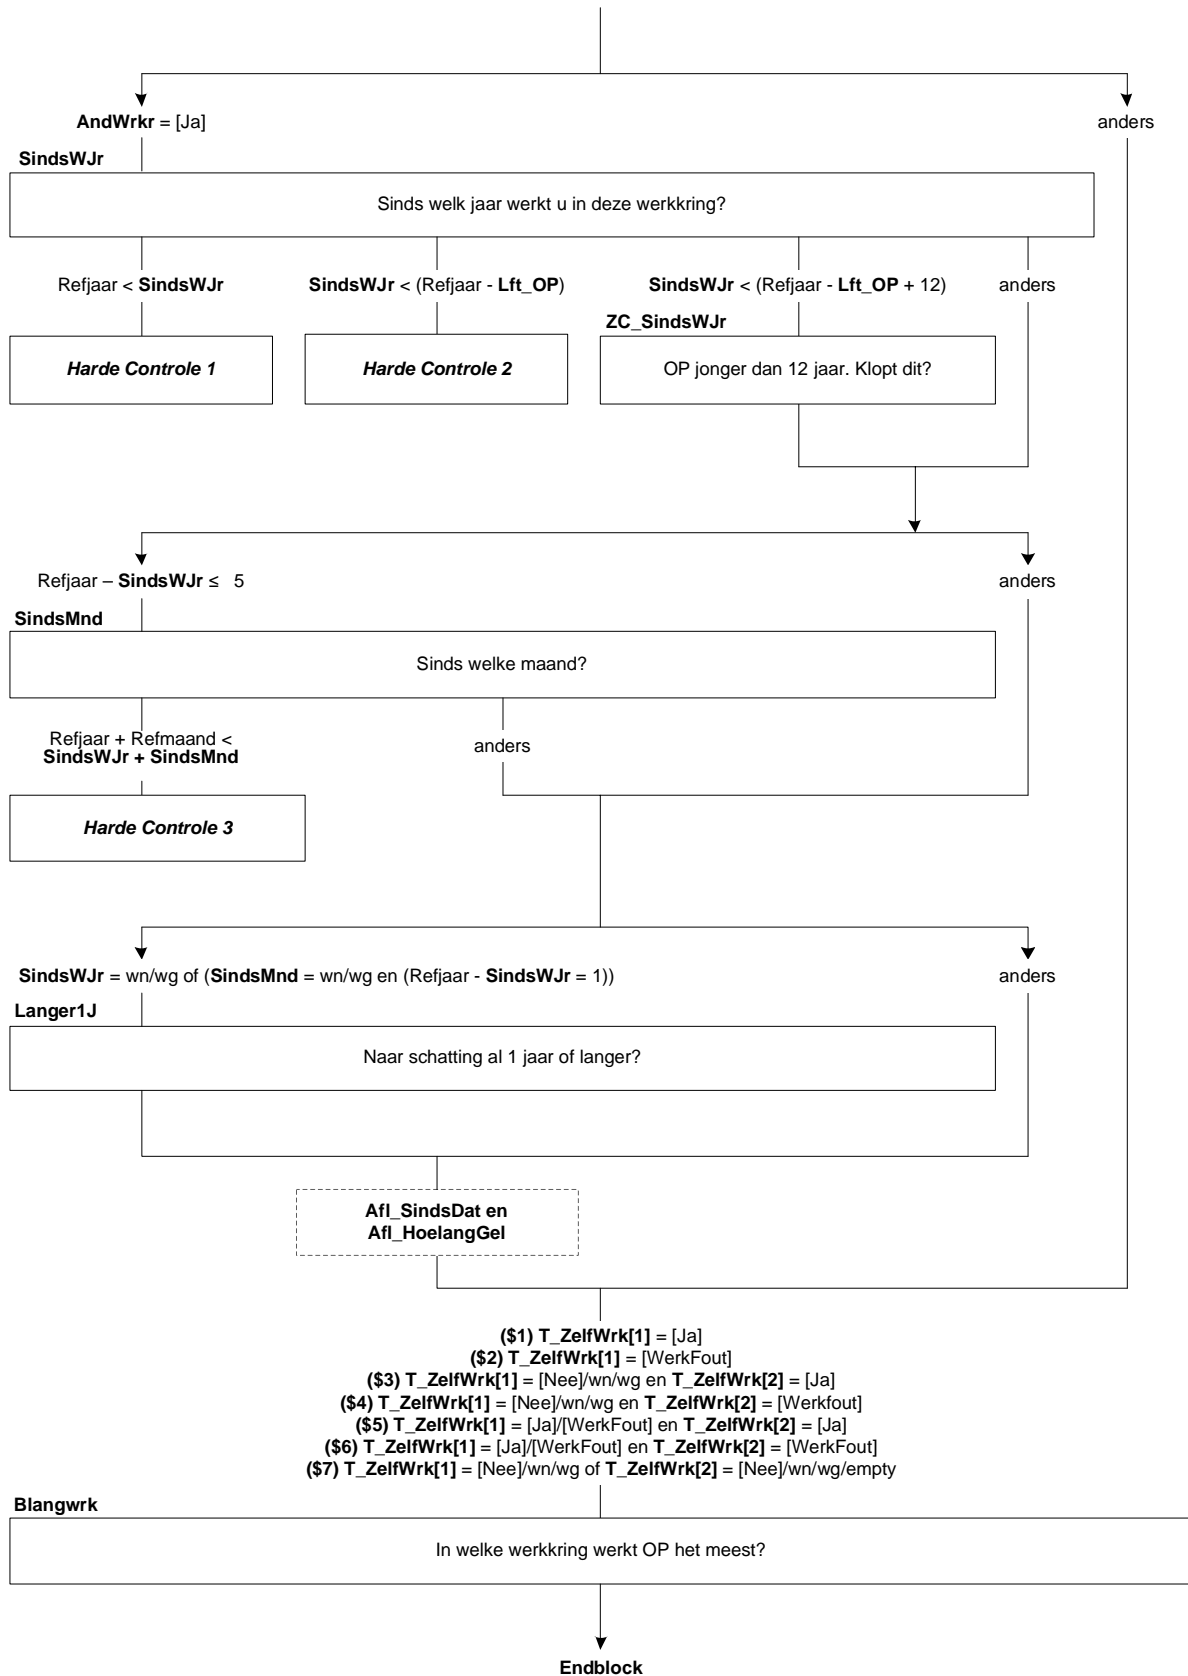 AndWrkr = [Ja]
anders
SindsWJr
Sinds welk jaar werkt u in deze werkkring?
Refjaar < SindsWJr
SindsWJr < (Refjaar - Lft_OP)
SindsWJr < (Refjaar - Lft_OP + 12)
anders
ZC_SindsWJr
Harde Controle 1
Harde Controle 2
OP jonger dan 12 jaar. Klopt dit?
Refjaar – SindsWJr ≤ 5
anders
SindsMnd
Sinds welke maand?
Refjaar + Refmaand <
SindsWJr + SindsMnd
anders
Harde Controle 3
SindsWJr = wn/wg of (SindsMnd = wn/wg en (Refjaar - SindsWJr = 1))
anders
Langer1J
Naar schatting al 1 jaar of langer?
Afl_SindsDat en
Afl_HoelangGel
($1) T_ZelfWrk[1] = [Ja]
($2) T_ZelfWrk[1] = [WerkFout]
($3) T_ZelfWrk[1] = [Nee]/wn/wg en T_ZelfWrk[2] = [Ja]
($4) T_ZelfWrk[1] = [Nee]/wn/wg en T_ZelfWrk[2] = [Werkfout]
($5) T_ZelfWrk[1] = [Ja]/[WerkFout] en T_ZelfWrk[2] = [Ja]
($6) T_ZelfWrk[1] = [Ja]/[WerkFout] en T_ZelfWrk[2] = [WerkFout]
($7) T_ZelfWrk[1] = [Nee]/wn/wg of T_ZelfWrk[2] = [Nee]/wn/wg/empty
Blangwrk
In welke werkkring werkt OP het meest?
Endblock